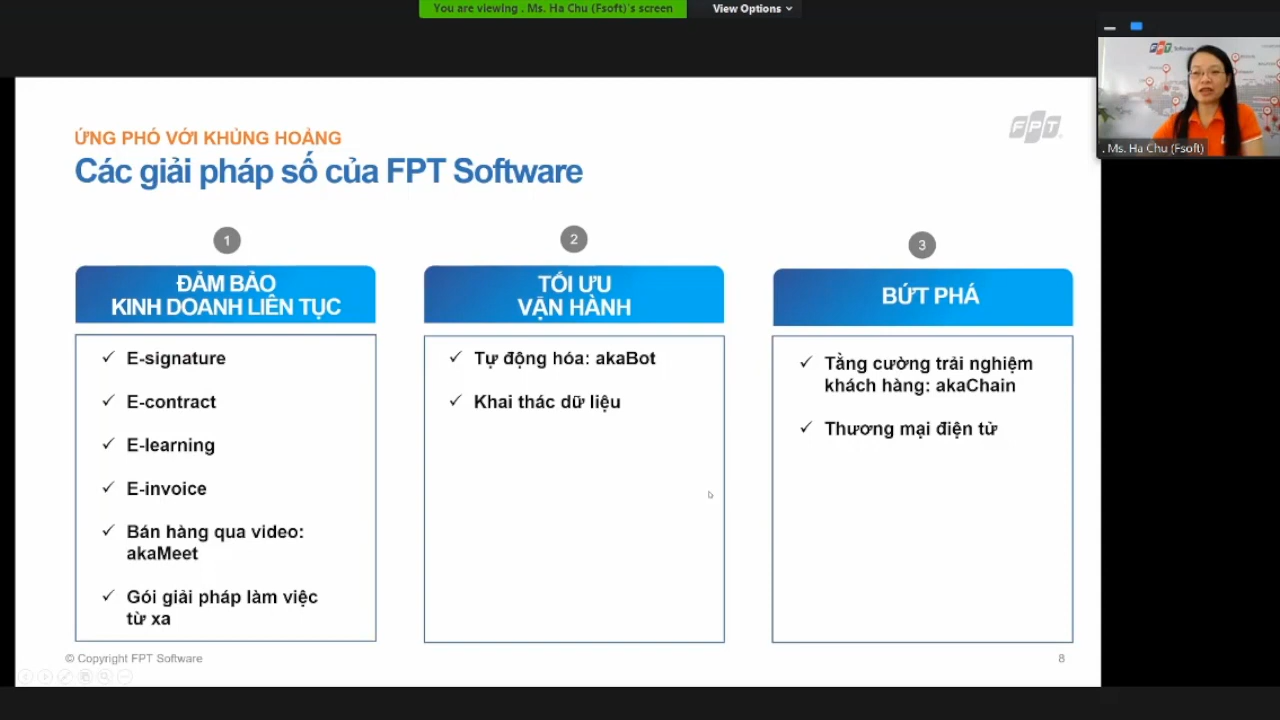 You are viewing . Ms. Ha Chu (Fsoft)'s screen
View Options
FPT Software
. Ms. Ha Chu (Fsoft)
ỨNG PHÓ VỚI KHỦNG HOẢNG
FPT
Các giải pháp số của FPT Software
1
2
3
ĐẢM BẢO
KINH DOANH LIÊN TỤC
TỐI ƯU
VẬN HÀNH
BỨT PHÁ
✓ E-signature
✓ E-contract
✓ E-learning
✓ E-invoice
✓ Bán hàng qua video:
akaMeet
✓ Gói giải pháp làm việc
từ xa
✓ Tự động hóa: akaBot
✓ Khai thác dữ liệu
✓ Tằng cường trải nghiệm
khách hàng: akaChain
✓ Thương mại điện tử
© Copyright FPT Software
8